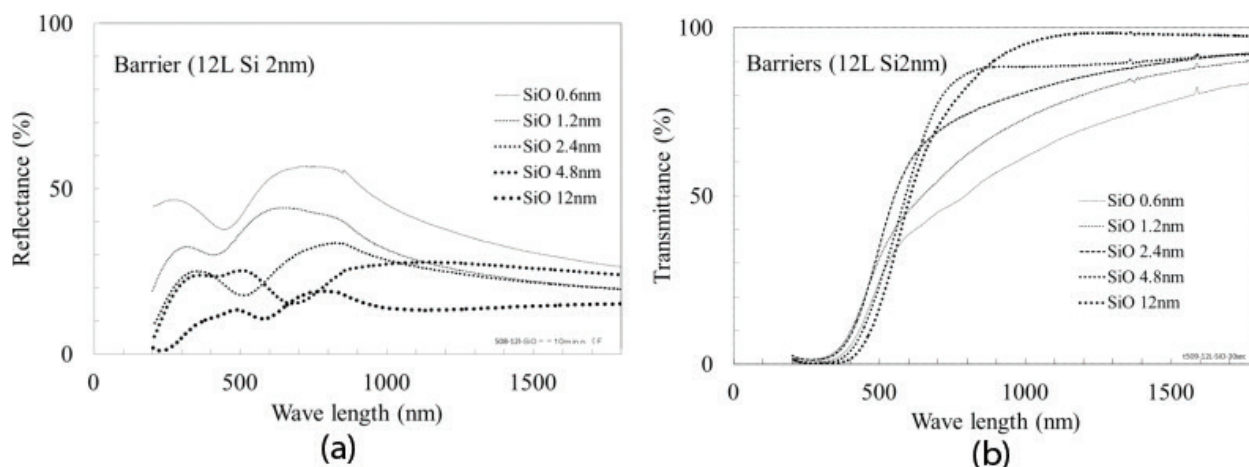 100
Barrier (12L Si 2nm)
SiO 0.6nm
SiO 1.2nm
SiO 2.4nm
SiO 4.8nm
SiO 12nm
50
0
Reflectance (%)
0 500 1000 1500
Wave length (nm)
(a)
100
Barriers (12L Si2nm)
SiO 0.6nm
SiO 1.2nm
SiO 2.4nm
SiO 4.8nm
SiO 12nm
50
0
Transmittance (%)
0 500 1000 1500
Wave length (nm)
(b)